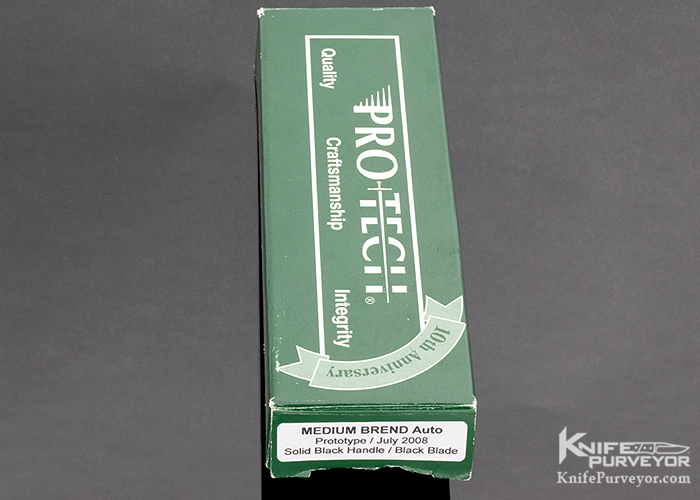 PRO-TECH®
Quality
Craftsmanship
Integrity
10th Anniversary
MEDIUM BREND Auto
Prototype / July 2008
Solid Black Handle / Black Blade
KNIFE
PURVEYOR
KnifePurveyor.com